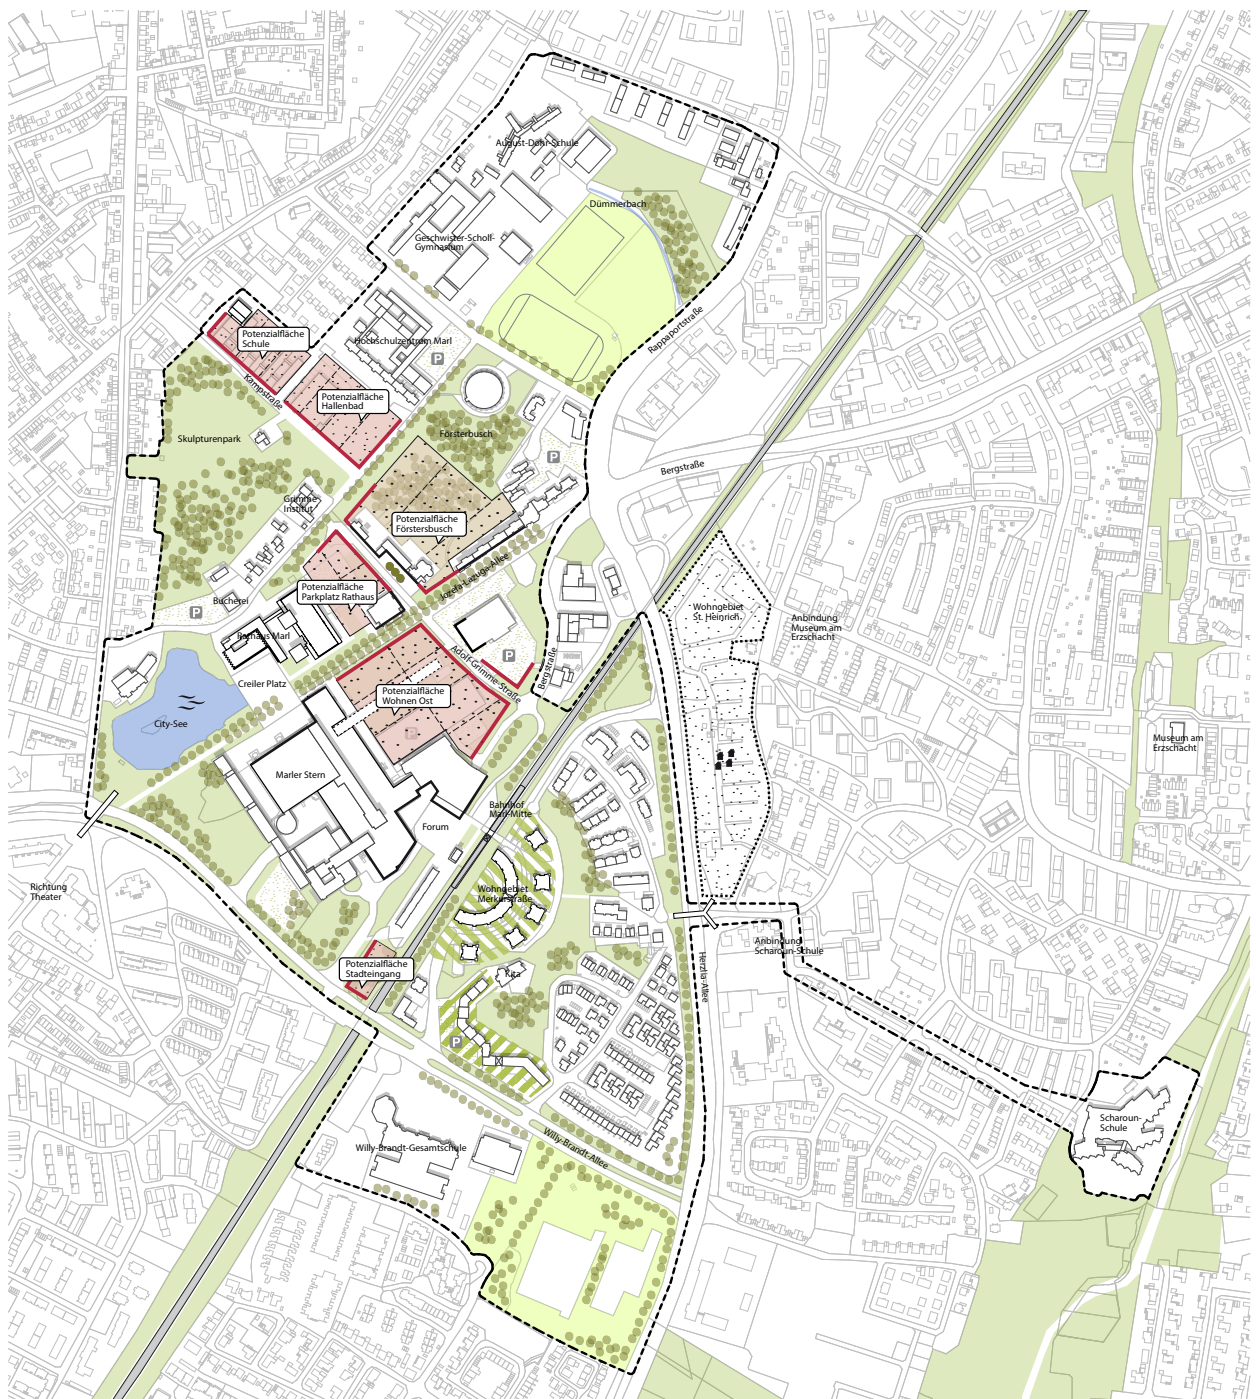 August-Döhr-Schule
Dümmerbach
Geschwister-Scholl-
Gymnasium
Rappaportstraße
Potenzialfläche
Schule
Hochschulzentrum Marl
P
Kampstraße
Potenzialfläche
Hallenbad
Skulpturenpark
Försterbusch
P
Bergstraße
Grimme
Institut
Potenzialfläche
Förstersbusch
Jozefa-Lazuga-Allee
Potenzialfläche
Parkplatz Rathaus
Bücherei
P
Wohngebiet
St. Heinrich
Anbindung
Museum am
Erzschacht
Rathaus Marl
Adolf-Grimme-Straße
P
Bergstraße
Creiler Platz
Potenzialfläche
Wohnen Ost
P
City-See
Museum am
Erzschacht
Marler Stern
Bahnhof
Marl-Mitte
Forum
Richtung
Theater
Wohngebiet
Merkurstraße
Anbindung
Scharoun-Schule
Potenzialfläche
Stadteingang
Kita
Herzlia-Allee
P
Scharoun-
Schule
Willy-Brandt-Allee
Willy-Brandt-Gesamtschule